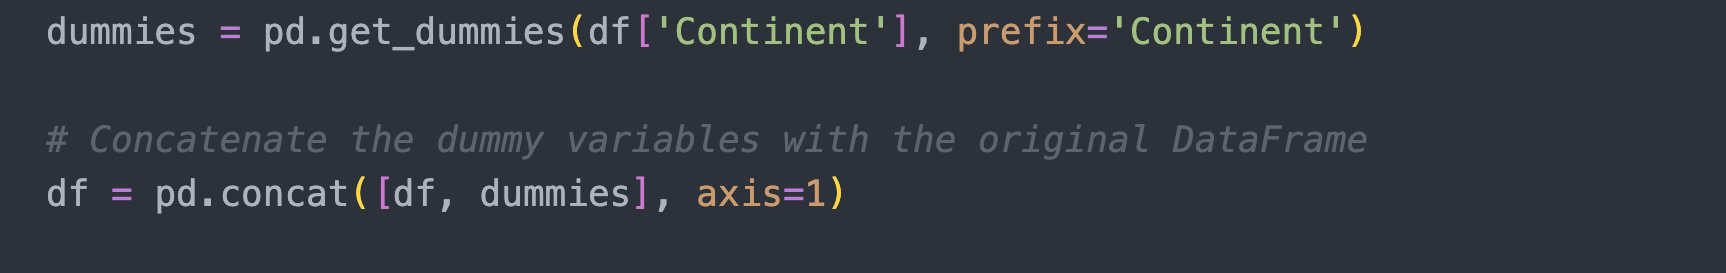 dummies = pd.get_dummies(df['Continent'], prefix='Continent')
# Concatenate the dummy variables with the original DataFrame
df = pd.concat([df, dummies], axis=1)